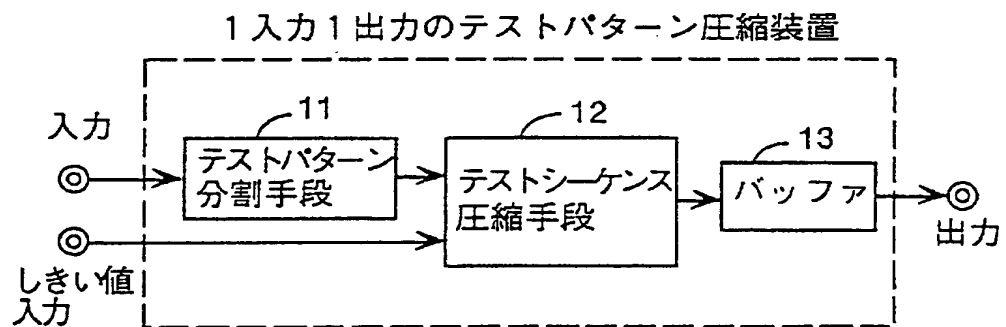 1入力1出力のテストパターン圧縮装置
入力
11
テストパターン
分割手段
12
テストシーケンス
圧縮手段
13
バッファ
出力
しきい値
入力